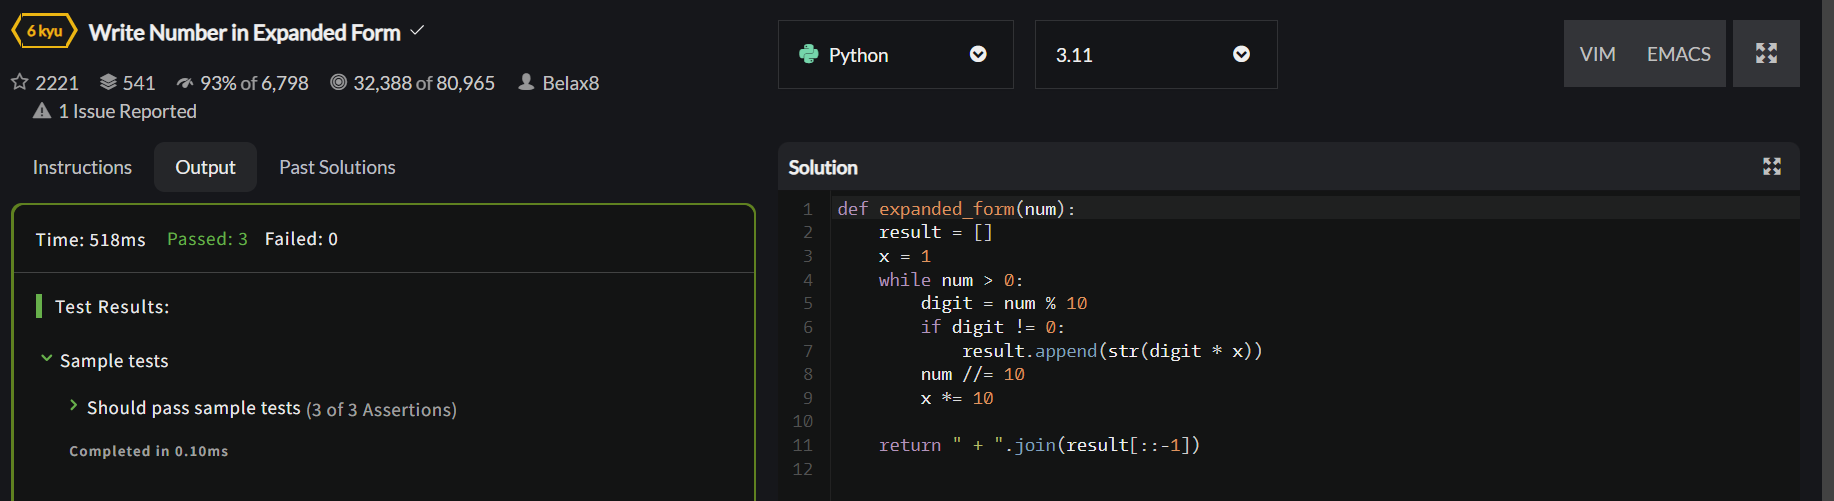 6 kyu Write Number in Expanded Form
2221 541 93% of 6,798 32,388 of 80,965 Belax8
1 Issue Reported
Instructions Output Past Solutions
Time: 518ms Passed: 3 Failed: 0
Test Results:
Sample tests
Should pass sample tests (3 of 3 Assertions)
Completed in 0.10ms
Python 3.11 VIM EMACS
Solution
1 def expanded_form(num):
2 result = []
3 x = 1
4 while num > 0:
5 digit = num % 10
6 if digit != 0:
7 result.append(str(digit * x))
8 num //= 10
9 x *= 10
10
11 return " + ".join(result[::-1])
12